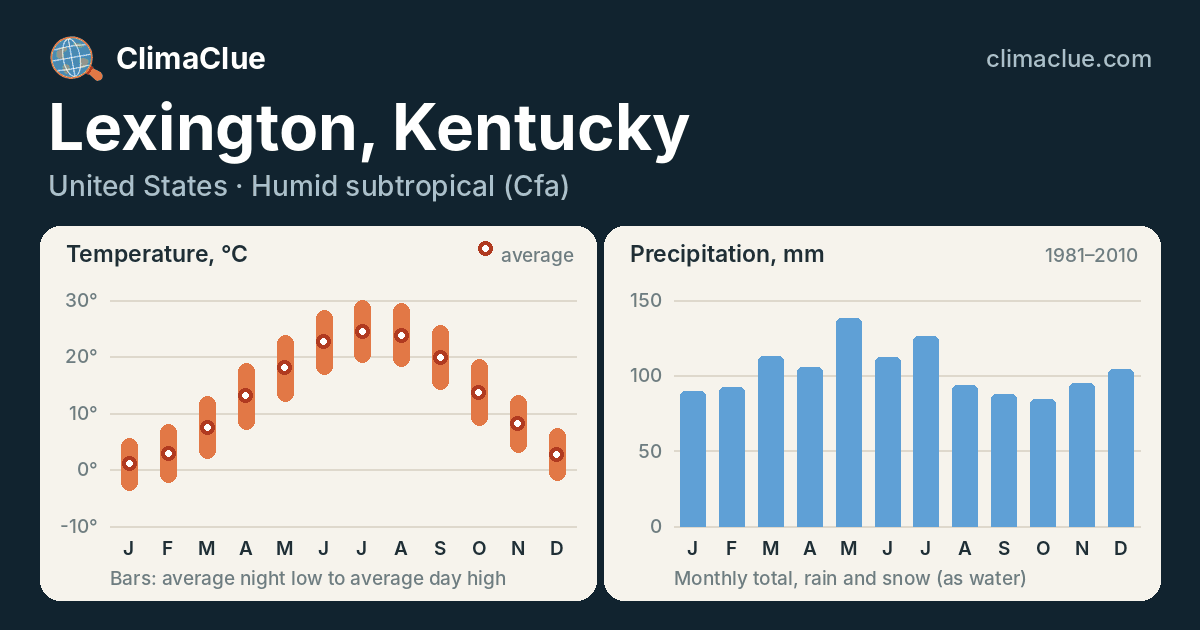 ClimaClue
climaclue.com
Lexington, Kentucky
United States · Humid subtropical (Cfa)
Temperature, °C
average
30°
20°
10°
0°
-10°
J F M A M J J A S O N D
Bars: average night low to average day high
Precipitation, mm
1981–2010
150
100
50
0
J F M A M J J A S O N D
Monthly total, rain and snow (as water)